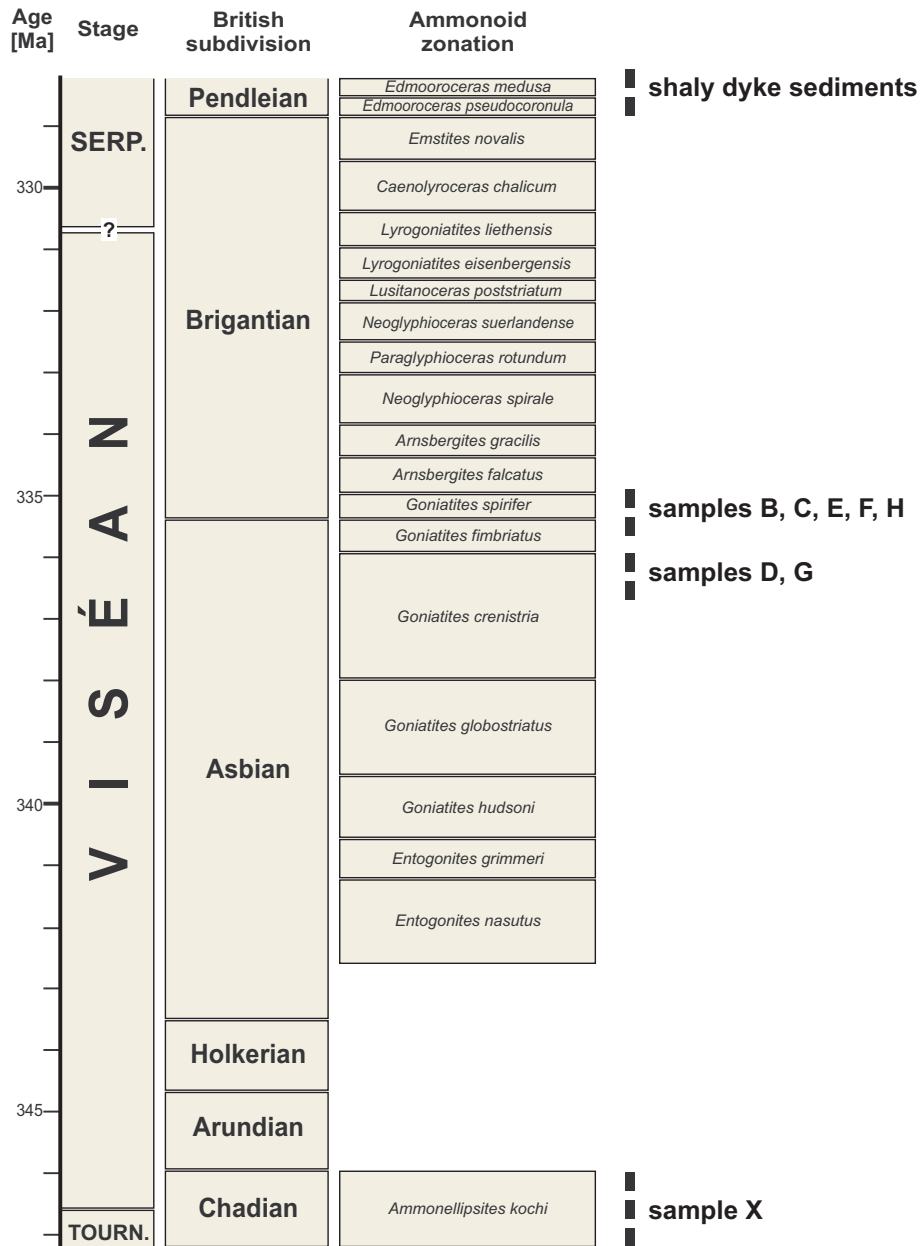 Age
[Ma]
Stage
British
subdivision
Ammonoid
zonation
Pendleian
Edmooroceras medusa
Edmooroceras pseudocoronula
shaly dyke sediments
SERP.
Emstites novalis
330
Caenolyroceras chalicum
?
Lyrogoniatites liethensis
Lyrogoniatites eisenbergensis
Lusitanoceras poststriatum
Brigantian
Neoglyphioceras suerlandense
Paraglyphioceras rotundum
Neoglyphioceras spirale
VISÉAN
Arnsbergites gracilis
Arnsbergites falcatus
335
Goniatites spirifer
samples B, C, E, F, H
Goniatites fimbriatus
samples D, G
Goniatites crenistria
Goniatites globostriatus
Asbian
340
Goniatites hudsoni
Entogonites grimmeri
Entogonites nasutus
Holkerian
345
Arundian
Chadian
Ammonellipsites kochi
sample X
TOURN.